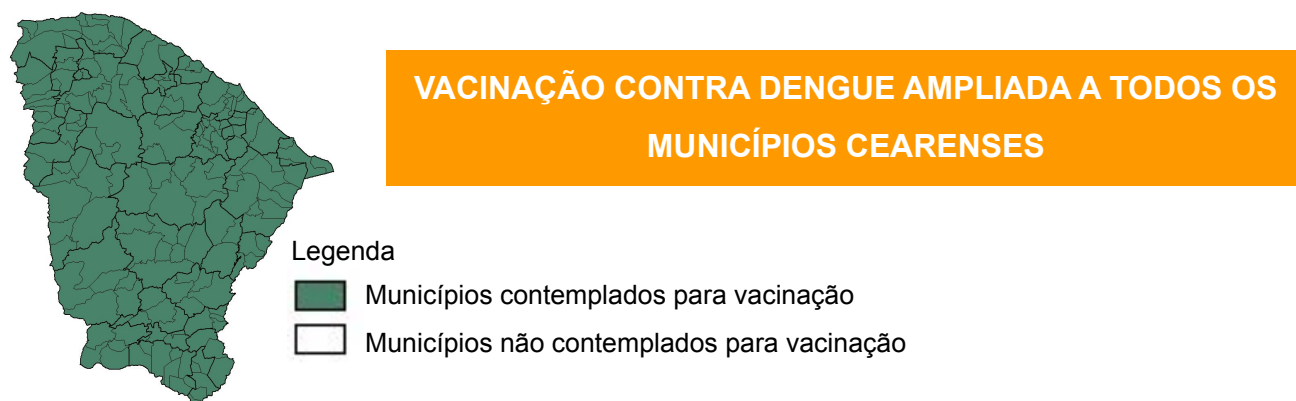 VACINAÇÃO CONTRA DENGUE AMPLIADA A TODOS OS
MUNICÍPIOS CEARENSES
Legenda
Municípios contemplados para vacinação
Municípios não contemplados para vacinação